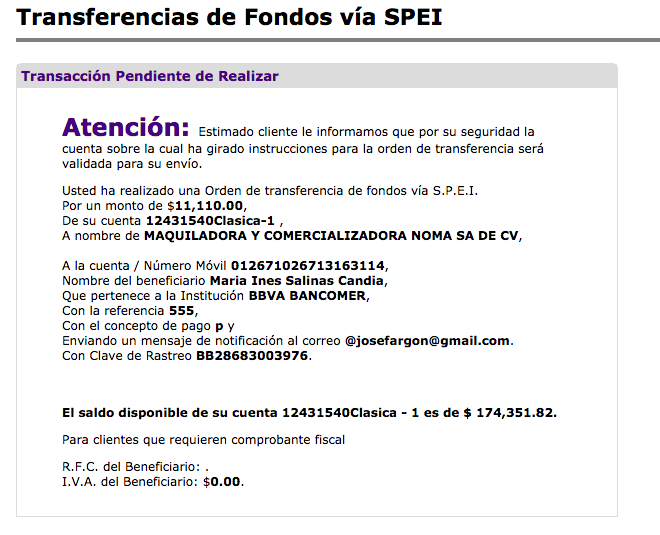 Transferencias de Fondos vía SPEI
Transacción Pendiente de Realizar
Atención: Estimado cliente le informamos que por su seguridad la
cuenta sobre la cual ha girado instrucciones para la orden de transferencia será
validada para su envío.
Usted ha realizado una Orden de transferencia de fondos vía S.P.E.I.
Por un monto de $11,110.00,
De su cuenta 12431540Clasica-1 ,
A nombre de MAQUILADORA Y COMERCIALIZADORA NOMA SA DE CV,
A la cuenta / Número Móvil 012671026713163114,
Nombre del beneficiario Maria Ines Salinas Candia,
Que pertenece a la Institución BBVA BANCOMER,
Con la referencia 555,
Con el concepto de pago p y
Enviando un mensaje de notificación al correo @josefargon@gmail.com.
Con Clave de Rastreo BB28683003976.
El saldo disponible de su cuenta 12431540Clasica - 1 es de $ 174,351.82.
Para clientes que requieren comprobante fiscal
R.F.C. del Beneficiario: .
I.V.A. del Beneficiario: $0.00.